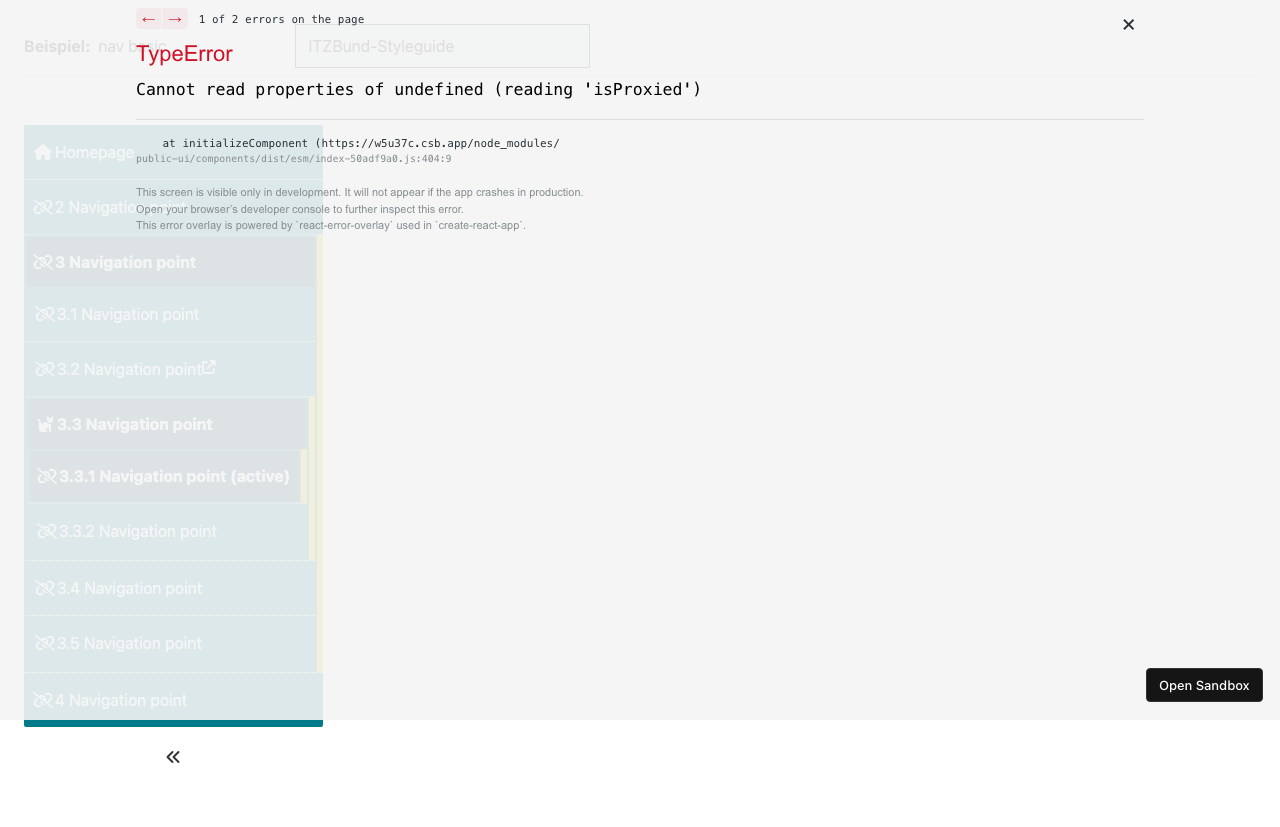 ← → 1 of 2 errors on the page
×
Beispiel: nav basic
ITZBund-Styleguide
TypeError
Cannot read properties of undefined (reading 'isProxied')
at initializeComponent (https://w5u37c.csb.app/node_modules/
public-ui/components/dist/esm/index-50adf9a0.js:404:9
Homepage
This screen is visible only in development. It will not appear if the app crashes in production.
Open your browser's developer console to further inspect this error.
This error overlay is powered by `react-error-overlay` used in `create-react-app`.
2 Navigation point
3 Navigation point
3.1 Navigation point
3.2 Navigation point
3.3 Navigation point
3.3.1 Navigation point (active)
3.3.2 Navigation point
3.4 Navigation point
3.5 Navigation point
4 Navigation point
Open Sandbox
«